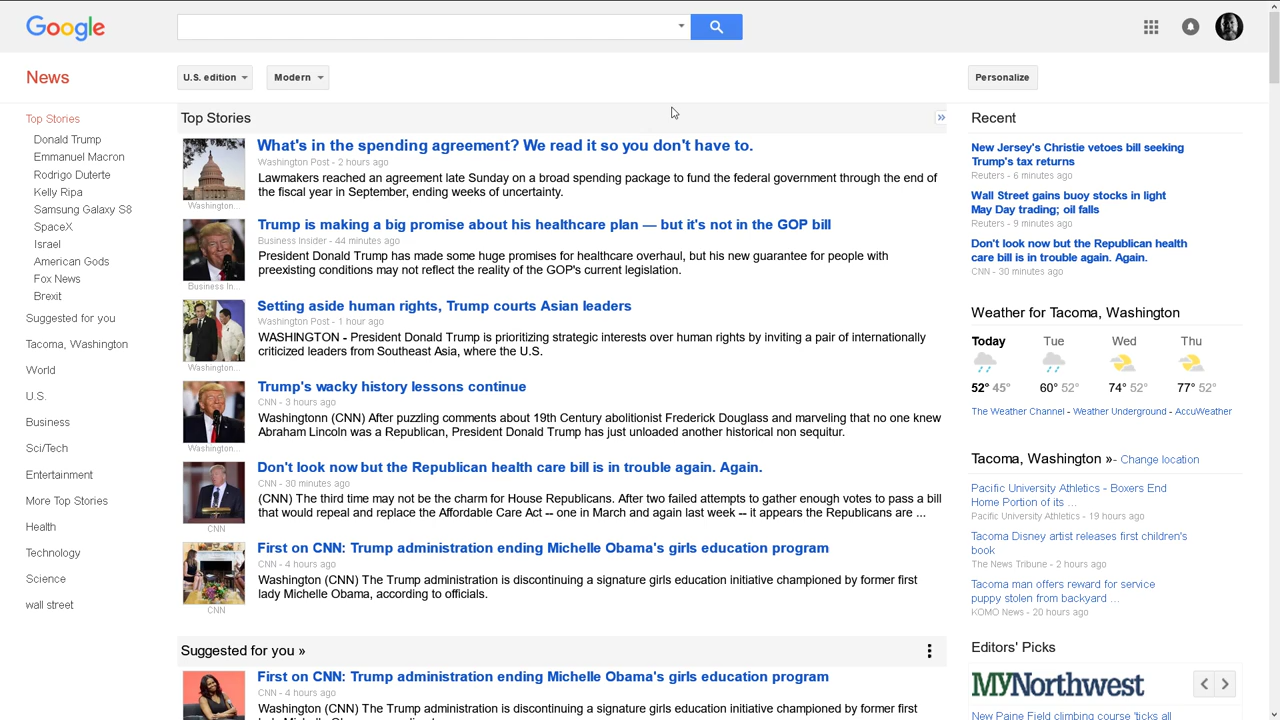 Google
News
U.S. edition
Modern
Personalize
Top Stories
Donald Trump
Emmanuel Macron
Rodrigo Duterte
Kelly Ripa
Samsung Galaxy S8
SpaceX
Israel
American Gods
Fox News
Brexit
Suggested for you
Tacoma, Washington
World
U.S.
Business
Sci/Tech
Entertainment
More Top Stories
Health
Technology
Science
wall street
Top Stories
»
What's in the spending agreement? We read it so you don't have to.
Washington Post - 2 hours ago
Lawmakers reached an agreement late Sunday on a broad spending package to fund the federal government through the end of
the fiscal year in September, ending weeks of uncertainty.
Washington...
Trump is making a big promise about his healthcare plan — but it's not in the GOP bill
Business Insider - 44 minutes ago
President Donald Trump has made some huge promises for healthcare overhaul, but his new guarantee for people with
preexisting conditions may not reflect the reality of the GOP's current legislation.
Business In...
Setting aside human rights, Trump courts Asian leaders
Washington Post - 1 hour ago
WASHINGTON - President Donald Trump is prioritizing strategic interests over human rights by inviting a pair of internationally
criticized leaders from Southeast Asia, where the U.S.
Washington...
Trump's wacky history lessons continue
CNN - 3 hours ago
Washingtonn (CNN) After puzzling comments about 19th Century abolitionist Frederick Douglass and marveling that no one knew
Abraham Lincoln was a Republican, President Donald Trump has just unloaded another historical non sequitur.
Washington...
Don't look now but the Republican health care bill is in trouble again. Again.
CNN - 30 minutes ago
(CNN) The third time may not be the charm for House Republicans. After two failed attempts to gather enough votes to pass a bill
that would repeal and replace the Affordable Care Act -- one in March and again last week -- it appears the Republicans are ...
CNN
First on CNN: Trump administration ending Michelle Obama's girls education program
CNN - 4 hours ago
Washington (CNN) The Trump administration is discontinuing a signature girls education initiative championed by former first
lady Michelle Obama, according to officials.
CNN
Suggested for you »
First on CNN: Trump administration ending Michelle Obama's girls education program
CNN - 4 hours ago
Washington (CNN) The Trump administration is discontinuing a signature girls education initiative championed by former first
Recent
New Jersey's Christie vetoes bill seeking
Trump's tax returns
Reuters - 6 minutes ago
Wall Street gains buoy stocks in light
May Day trading; oil falls
Reuters - 9 minutes ago
Don't look now but the Republican health
care bill is in trouble again. Again.
CNN - 30 minutes ago
Weather for Tacoma, Washington
Today Tue Wed Thu
52° 45° 60° 52° 74° 52° 77° 52°
The Weather Channel - Weather Underground - AccuWeather
Tacoma, Washington »- Change location
Pacific University Athletics - Boxers End
Home Portion of its ...
Pacific University Athletics - 19 hours ago
Tacoma Disney artist releases first children's
book
The News Tribune - 2 hours ago
Tacoma man offers reward for service
puppy stolen from backyard ...
KOMO News - 20 hours ago
Editors' Picks
MYNorthwest
New Paine Field climbing course 'ticks all